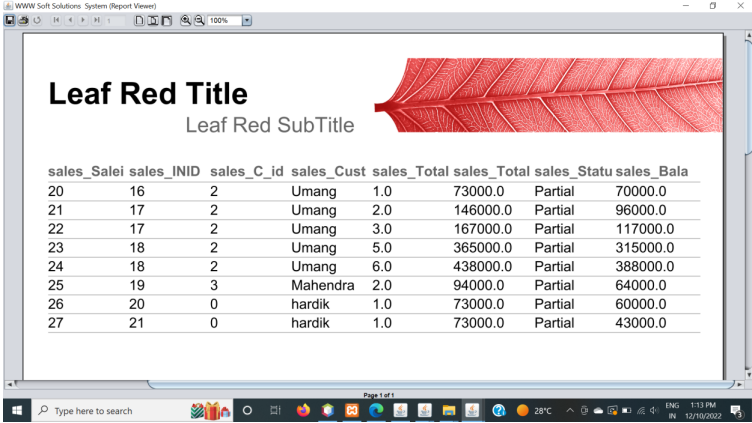 WWW Soft Solutions System (Report Viewer)
1
100%
Leaf Red Title
Leaf Red SubTitle
sales_Salei sales_INID sales_C_id sales_Cust sales_Total sales_Total sales_Statu sales_Bala
20 16 2 Umang 1.0 73000.0 Partial 70000.0
21 17 2 Umang 2.0 146000.0 Partial 96000.0
22 17 2 Umang 3.0 167000.0 Partial 117000.0
23 18 2 Umang 5.0 365000.0 Partial 315000.0
24 18 2 Umang 6.0 438000.0 Partial 388000.0
25 19 3 Mahendra 2.0 94000.0 Partial 64000.0
26 20 0 hardik 1.0 73000.0 Partial 60000.0
27 21 0 hardik 1.0 73000.0 Partial 43000.0
Page 1 of 1
Type here to search
28°C
ENG 1:13 PM
IN 12/10/2022
3